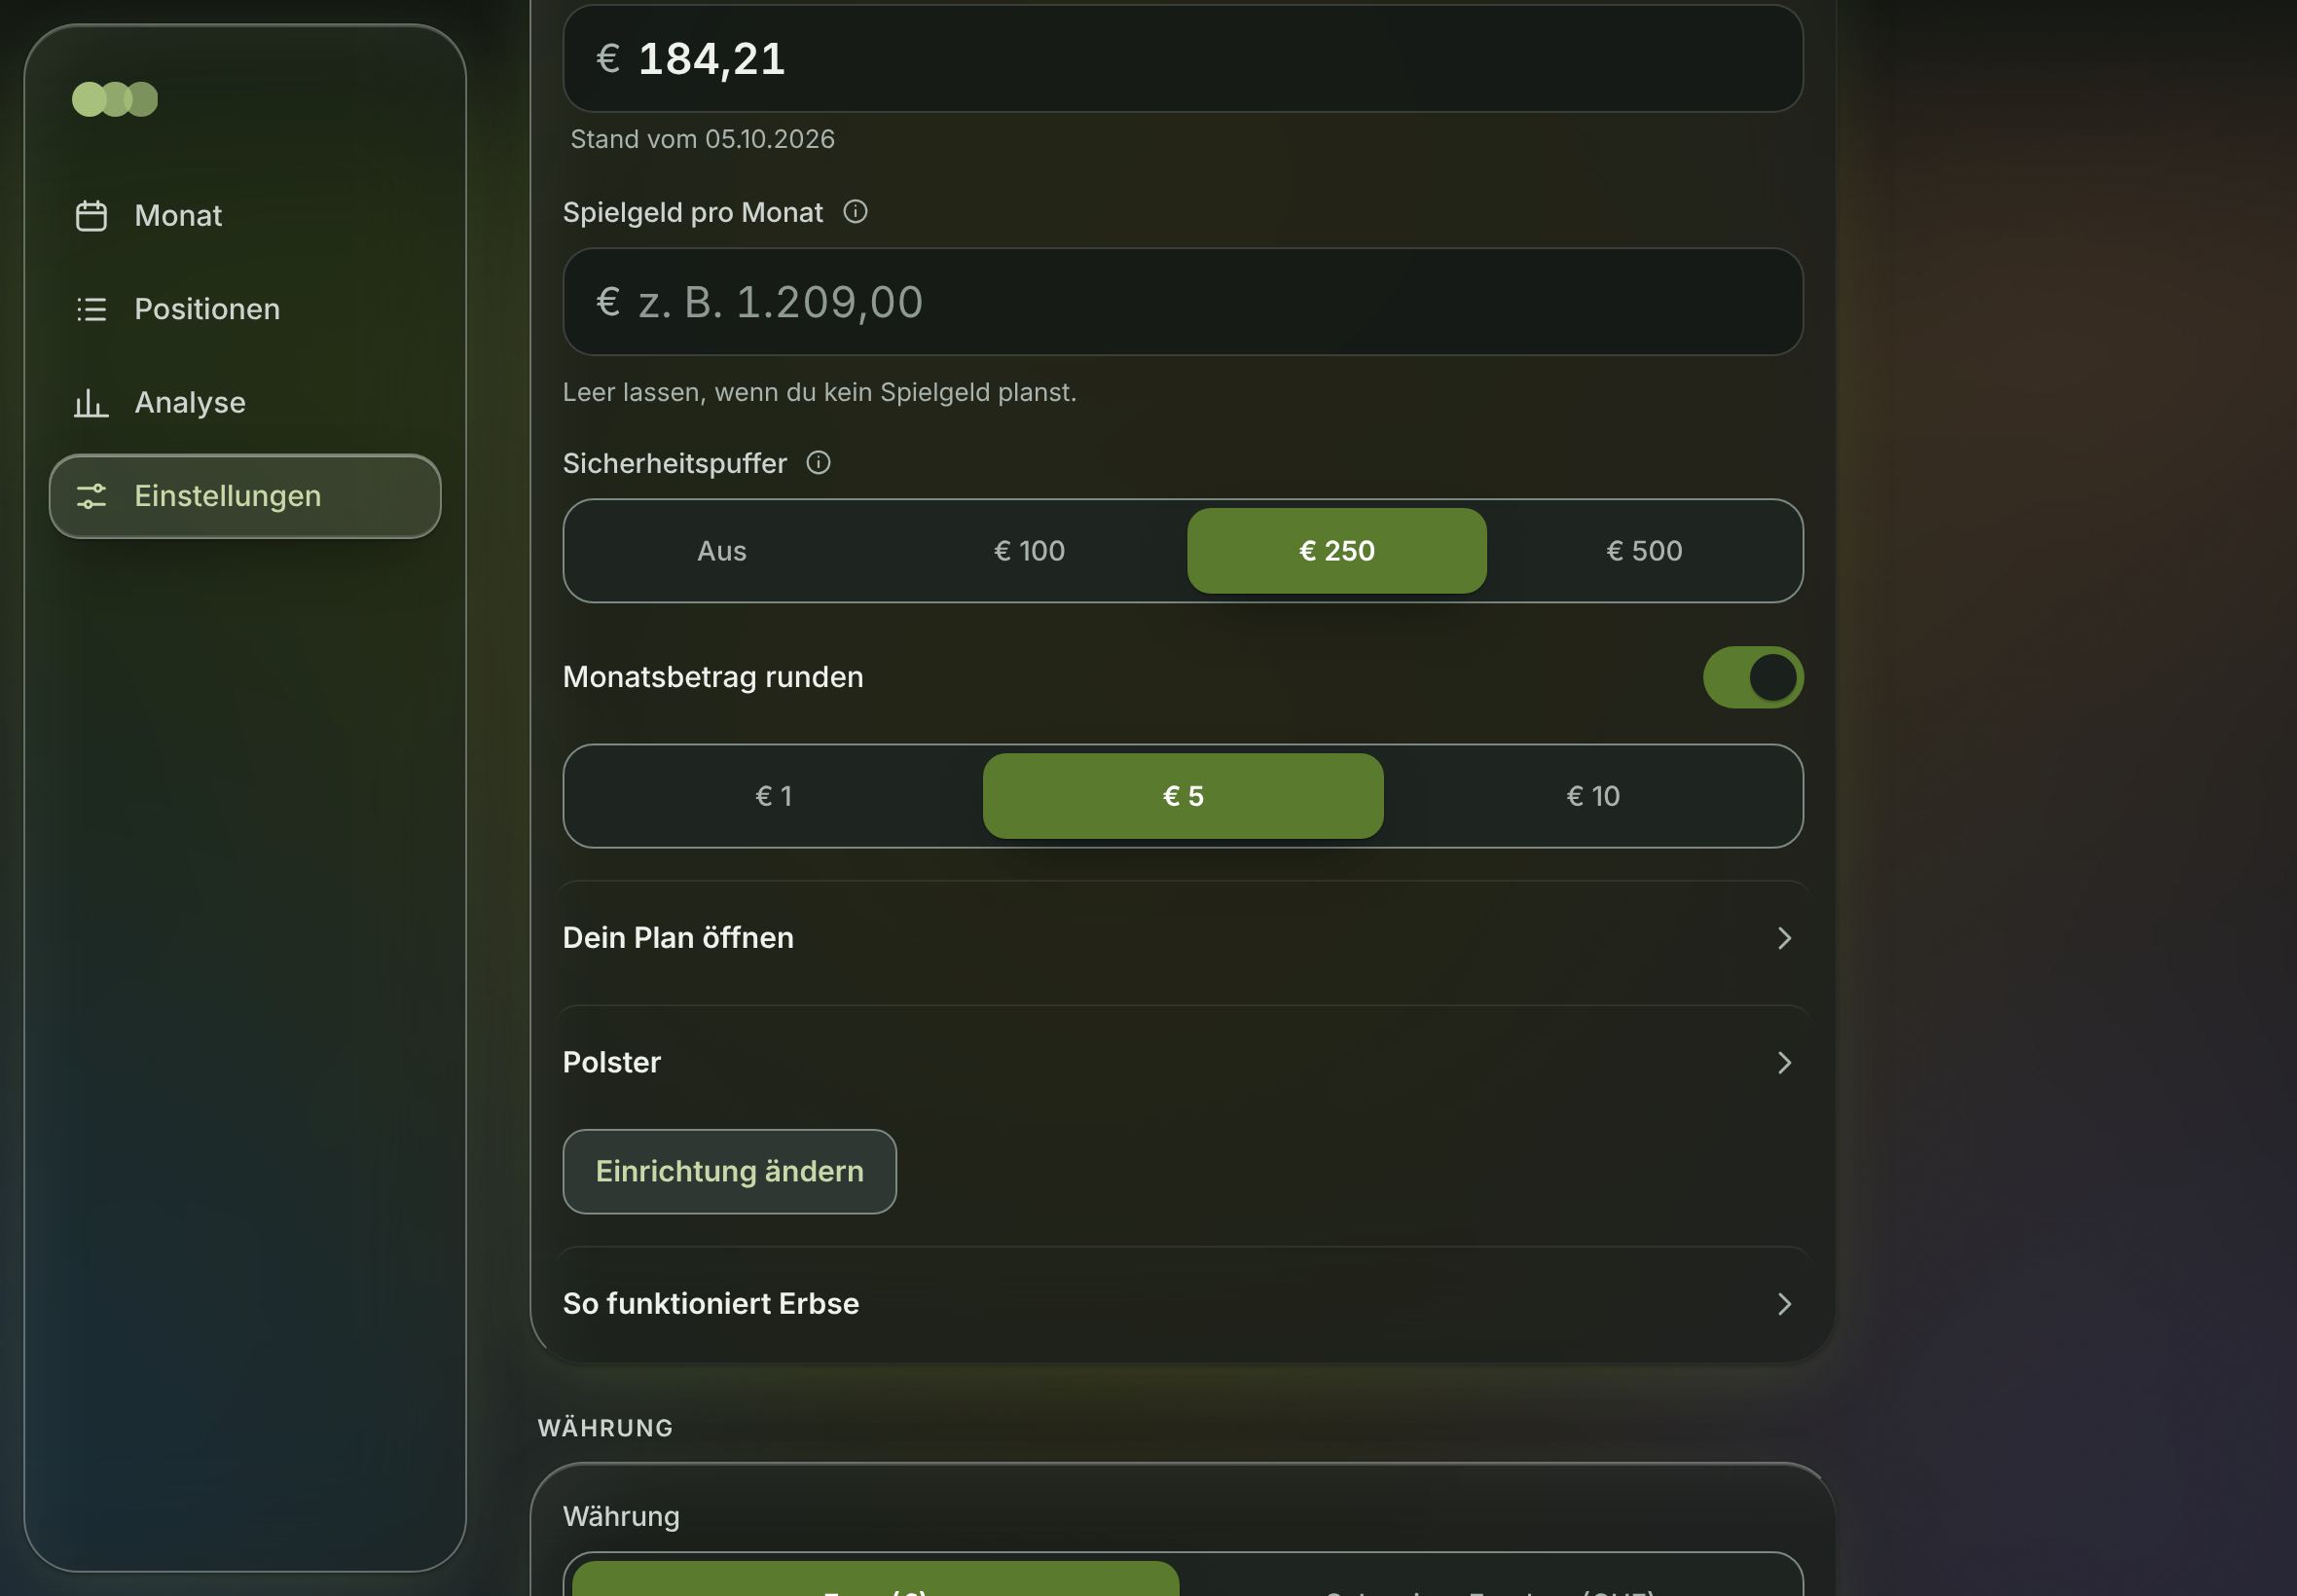 € 184,21
Stand vom 05.10.2026
Monat
Positionen
Analyse
Einstellungen
Spielgeld pro Monat
€ z. B. 1.209,00
Leer lassen, wenn du kein Spielgeld planst.
Sicherheitspuffer
Aus € 100 € 250 € 500
Monatsbetrag runden
€ 1 € 5 € 10
Dein Plan öffnen
Polster
Einrichtung ändern
So funktioniert Erbse
WÄHRUNG
Währung